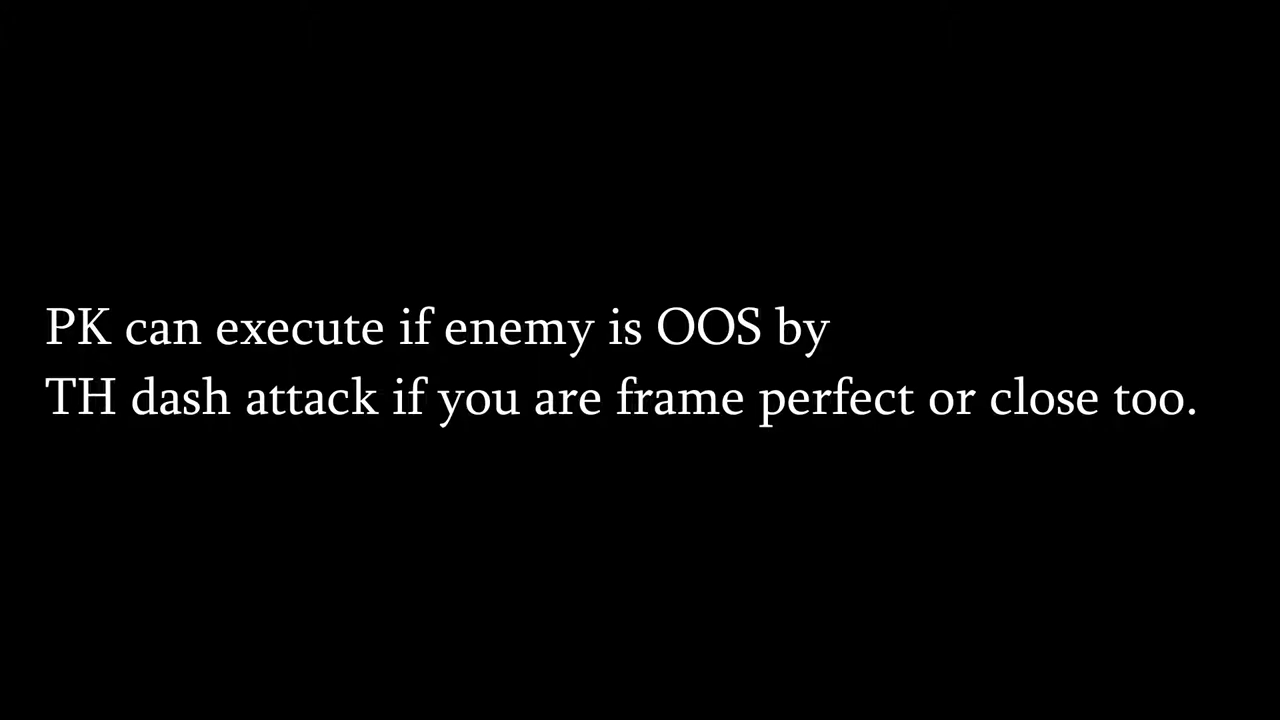 PK can execute if enemy is OOS by
TH dash attack if you are frame perfect or close too.